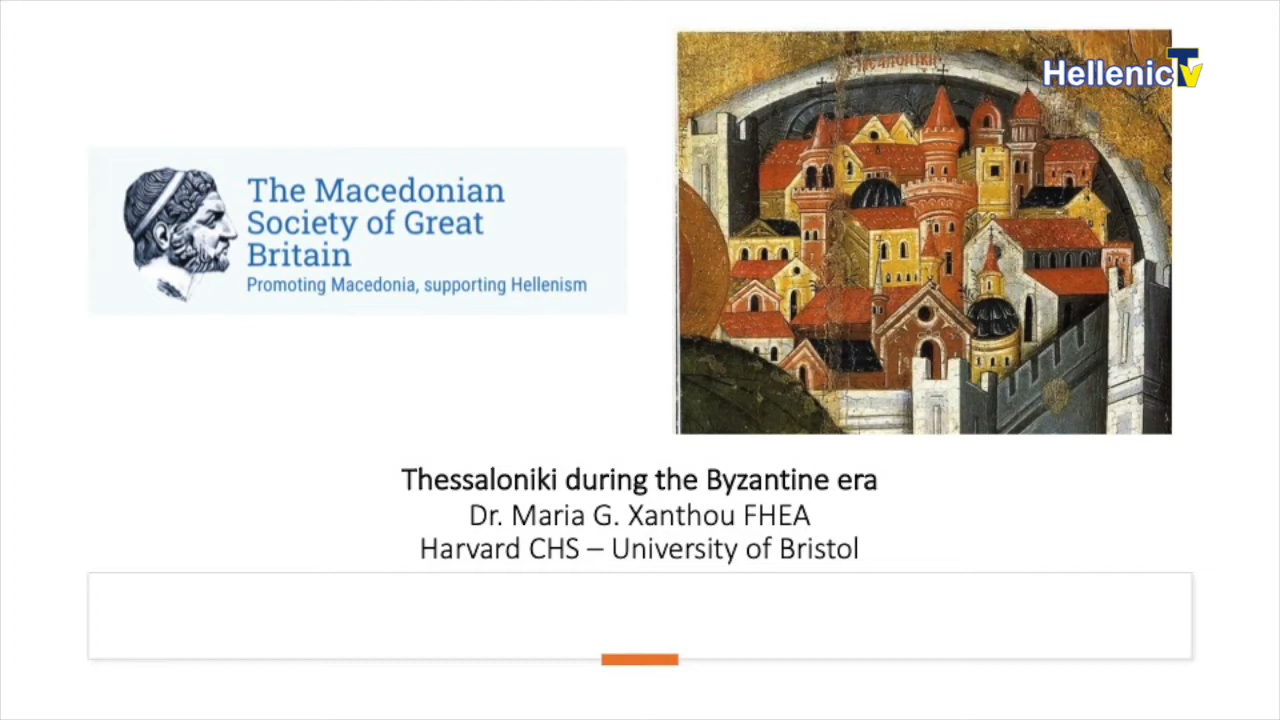 HellenicTv
The Macedonian
Society of Great
Britain
Promoting Macedonia, supporting Hellenism
Thessaloniki during the Byzantine era
Dr. Maria G. Xanthou FHEA
Harvard CHS – University of Bristol